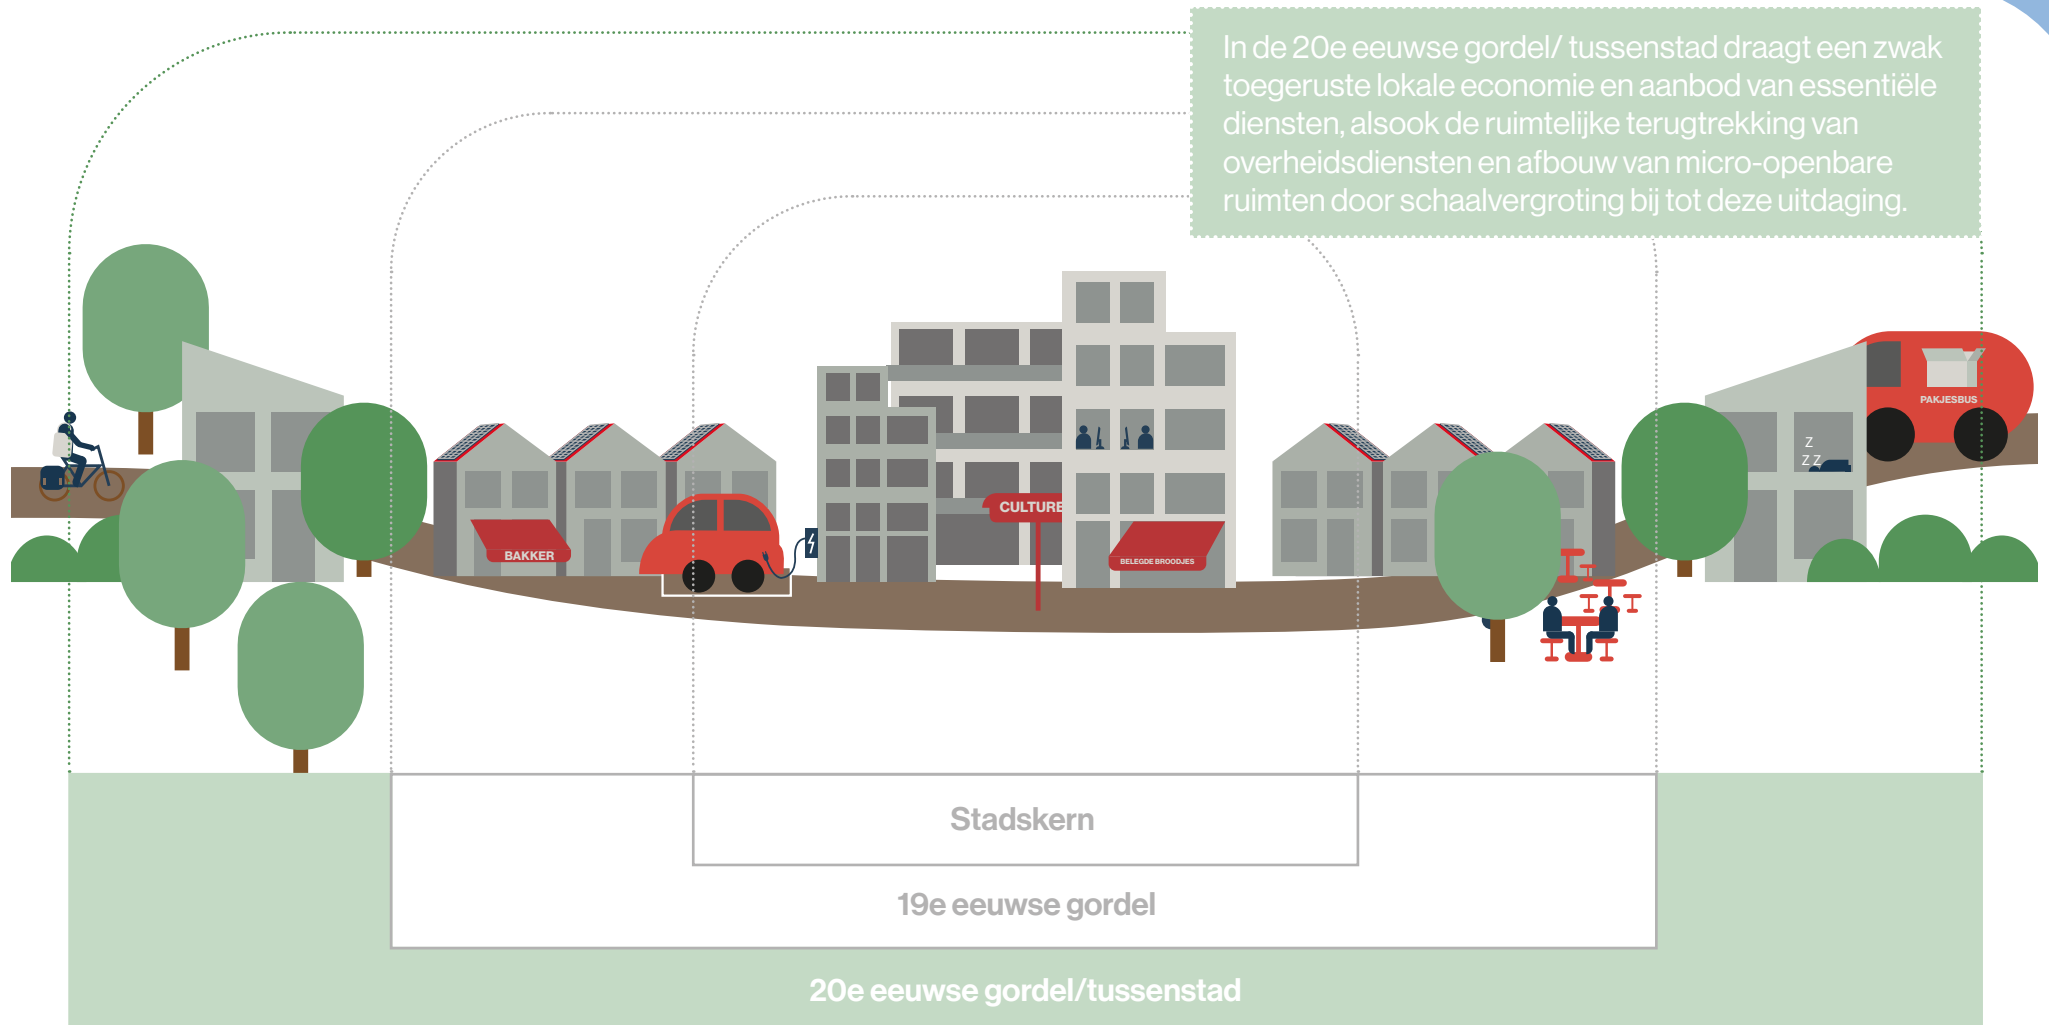 In de 20e eeuwse gordel/ tussenstad draagt een zwak
toegeruste lokale economie en aanbod van essentiële
diensten, alsook de ruimtelijke terugtrekking van
overheidsdiensten en afbouw van micro-openbare
ruimten door schaalvergroting bij tot deze uitdaging.
PAKJESBUS
Z
Z Z
CULTURE
BAKKER
BELEGDE BROODJES
Stadskern
19e eeuwse gordel
20e eeuwse gordel/tussenstad